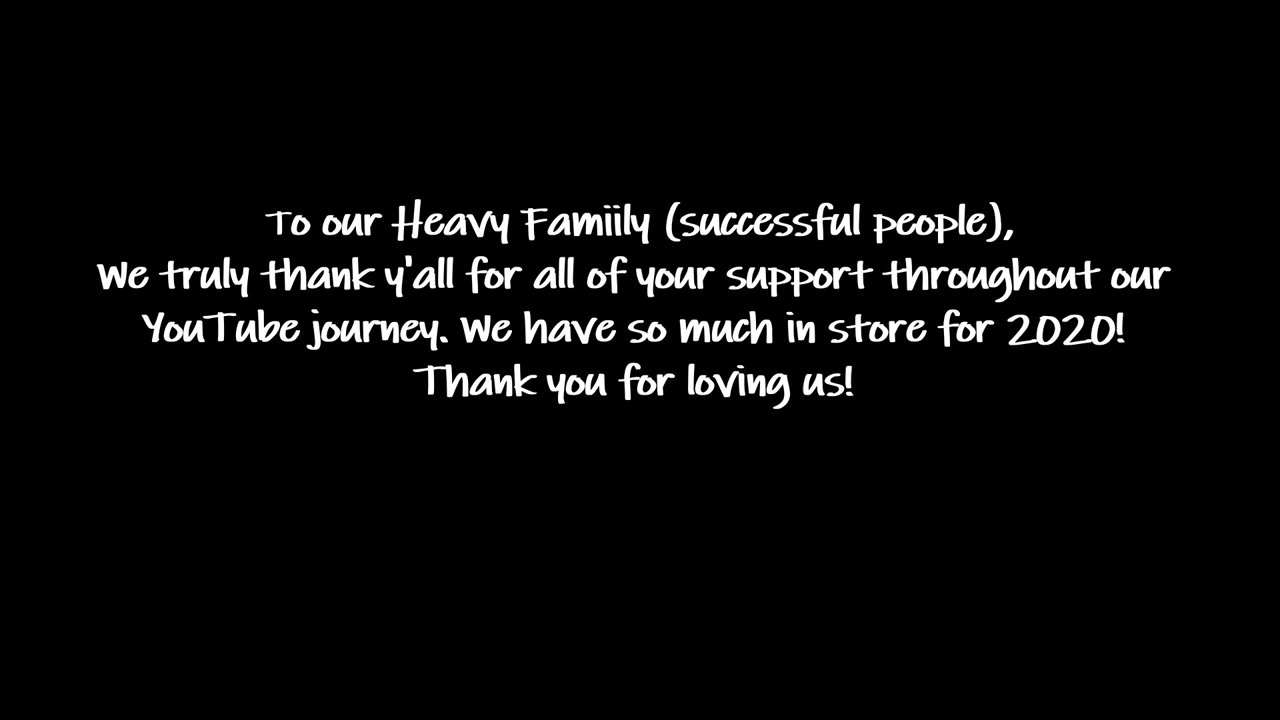 To our Heavy Famiily (successful people),
We truly thank y'all for all of your support throughout our
YouTube journey. We have so much in store for 2020!
Thank you for loving us!